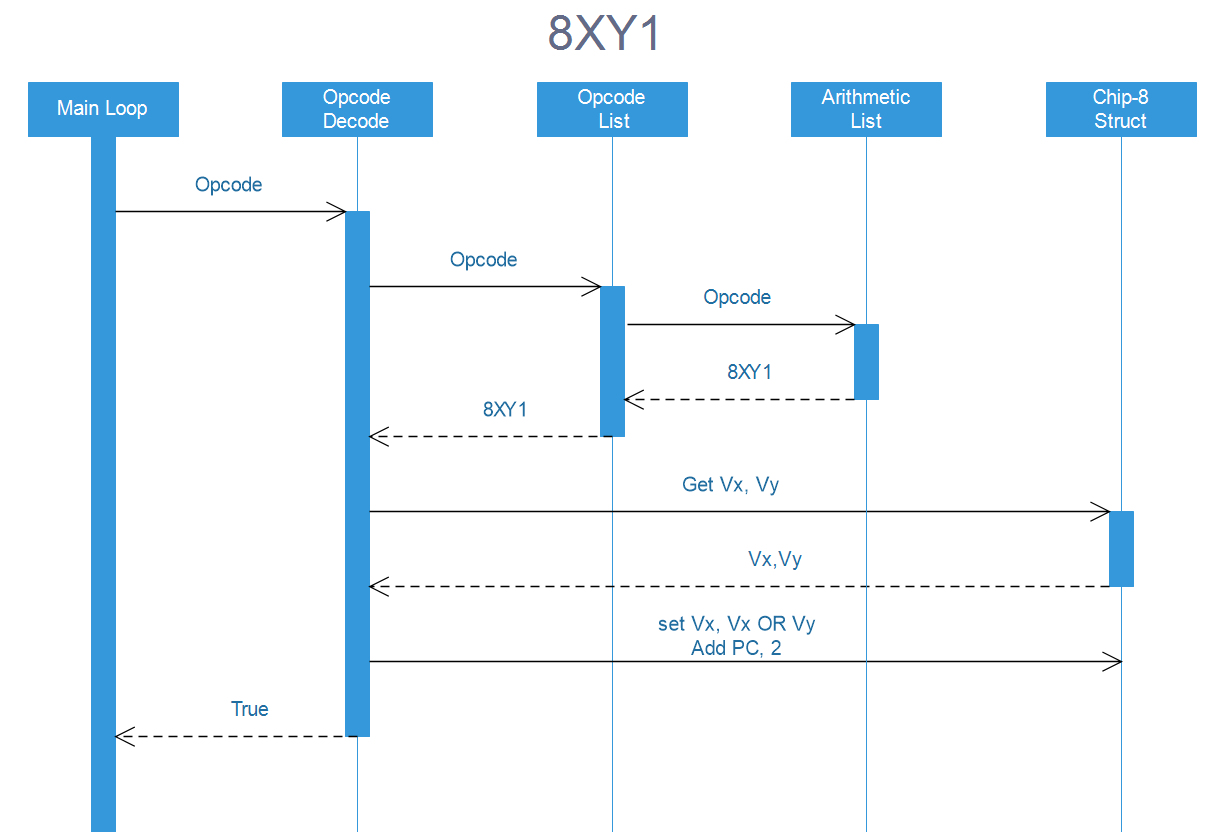 8XY1
Main Loop
Opcode
Decode
Opcode
List
Arithmetic
List
Chip-8
Struct
Opcode
Opcode
Opcode
8XY1
8XY1
Get Vx, Vy
Vx,Vy
set Vx, Vx OR Vy
Add PC, 2
True